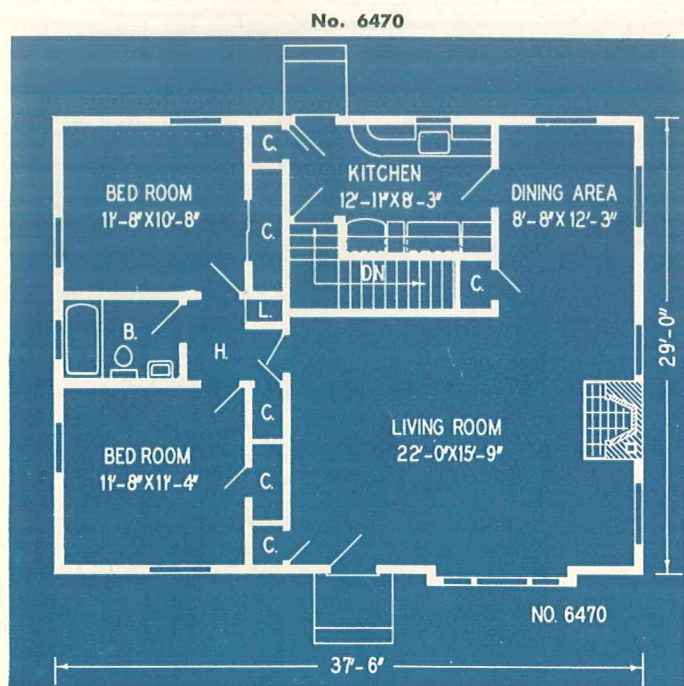 No. 6470
C.
KITCHEN
12'-11"X8'-3"
BED ROOM
11'-8"X10'-8"
DINING AREA
8'-8"X12'-3"
C.
DN
C.
L.
B.
H.
29'-0"
C.
LIVING ROOM
22'-0"X15'-9"
BED ROOM
11'-8"X11'-4"
C.
C.
NO. 6470
37'-6"